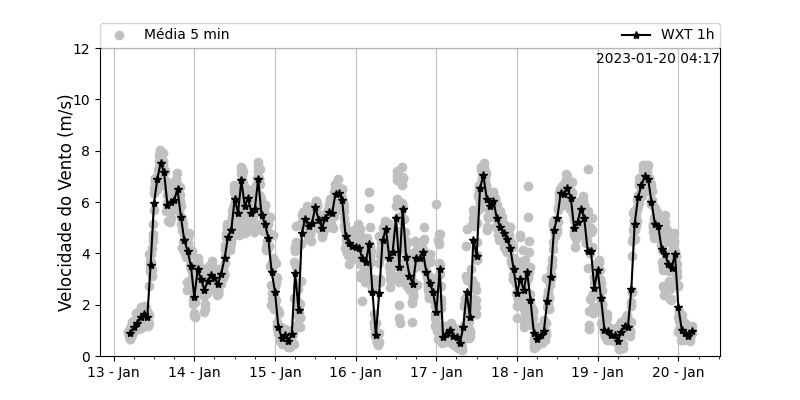 Média 5 min
WXT 1h
2023-01-20 04:17
Velocidade do Vento (m/s)
12
10
8
6
4
2
0
13 - Jan
14 - Jan
15 - Jan
16 - Jan
17 - Jan
18 - Jan
19 - Jan
20 - Jan